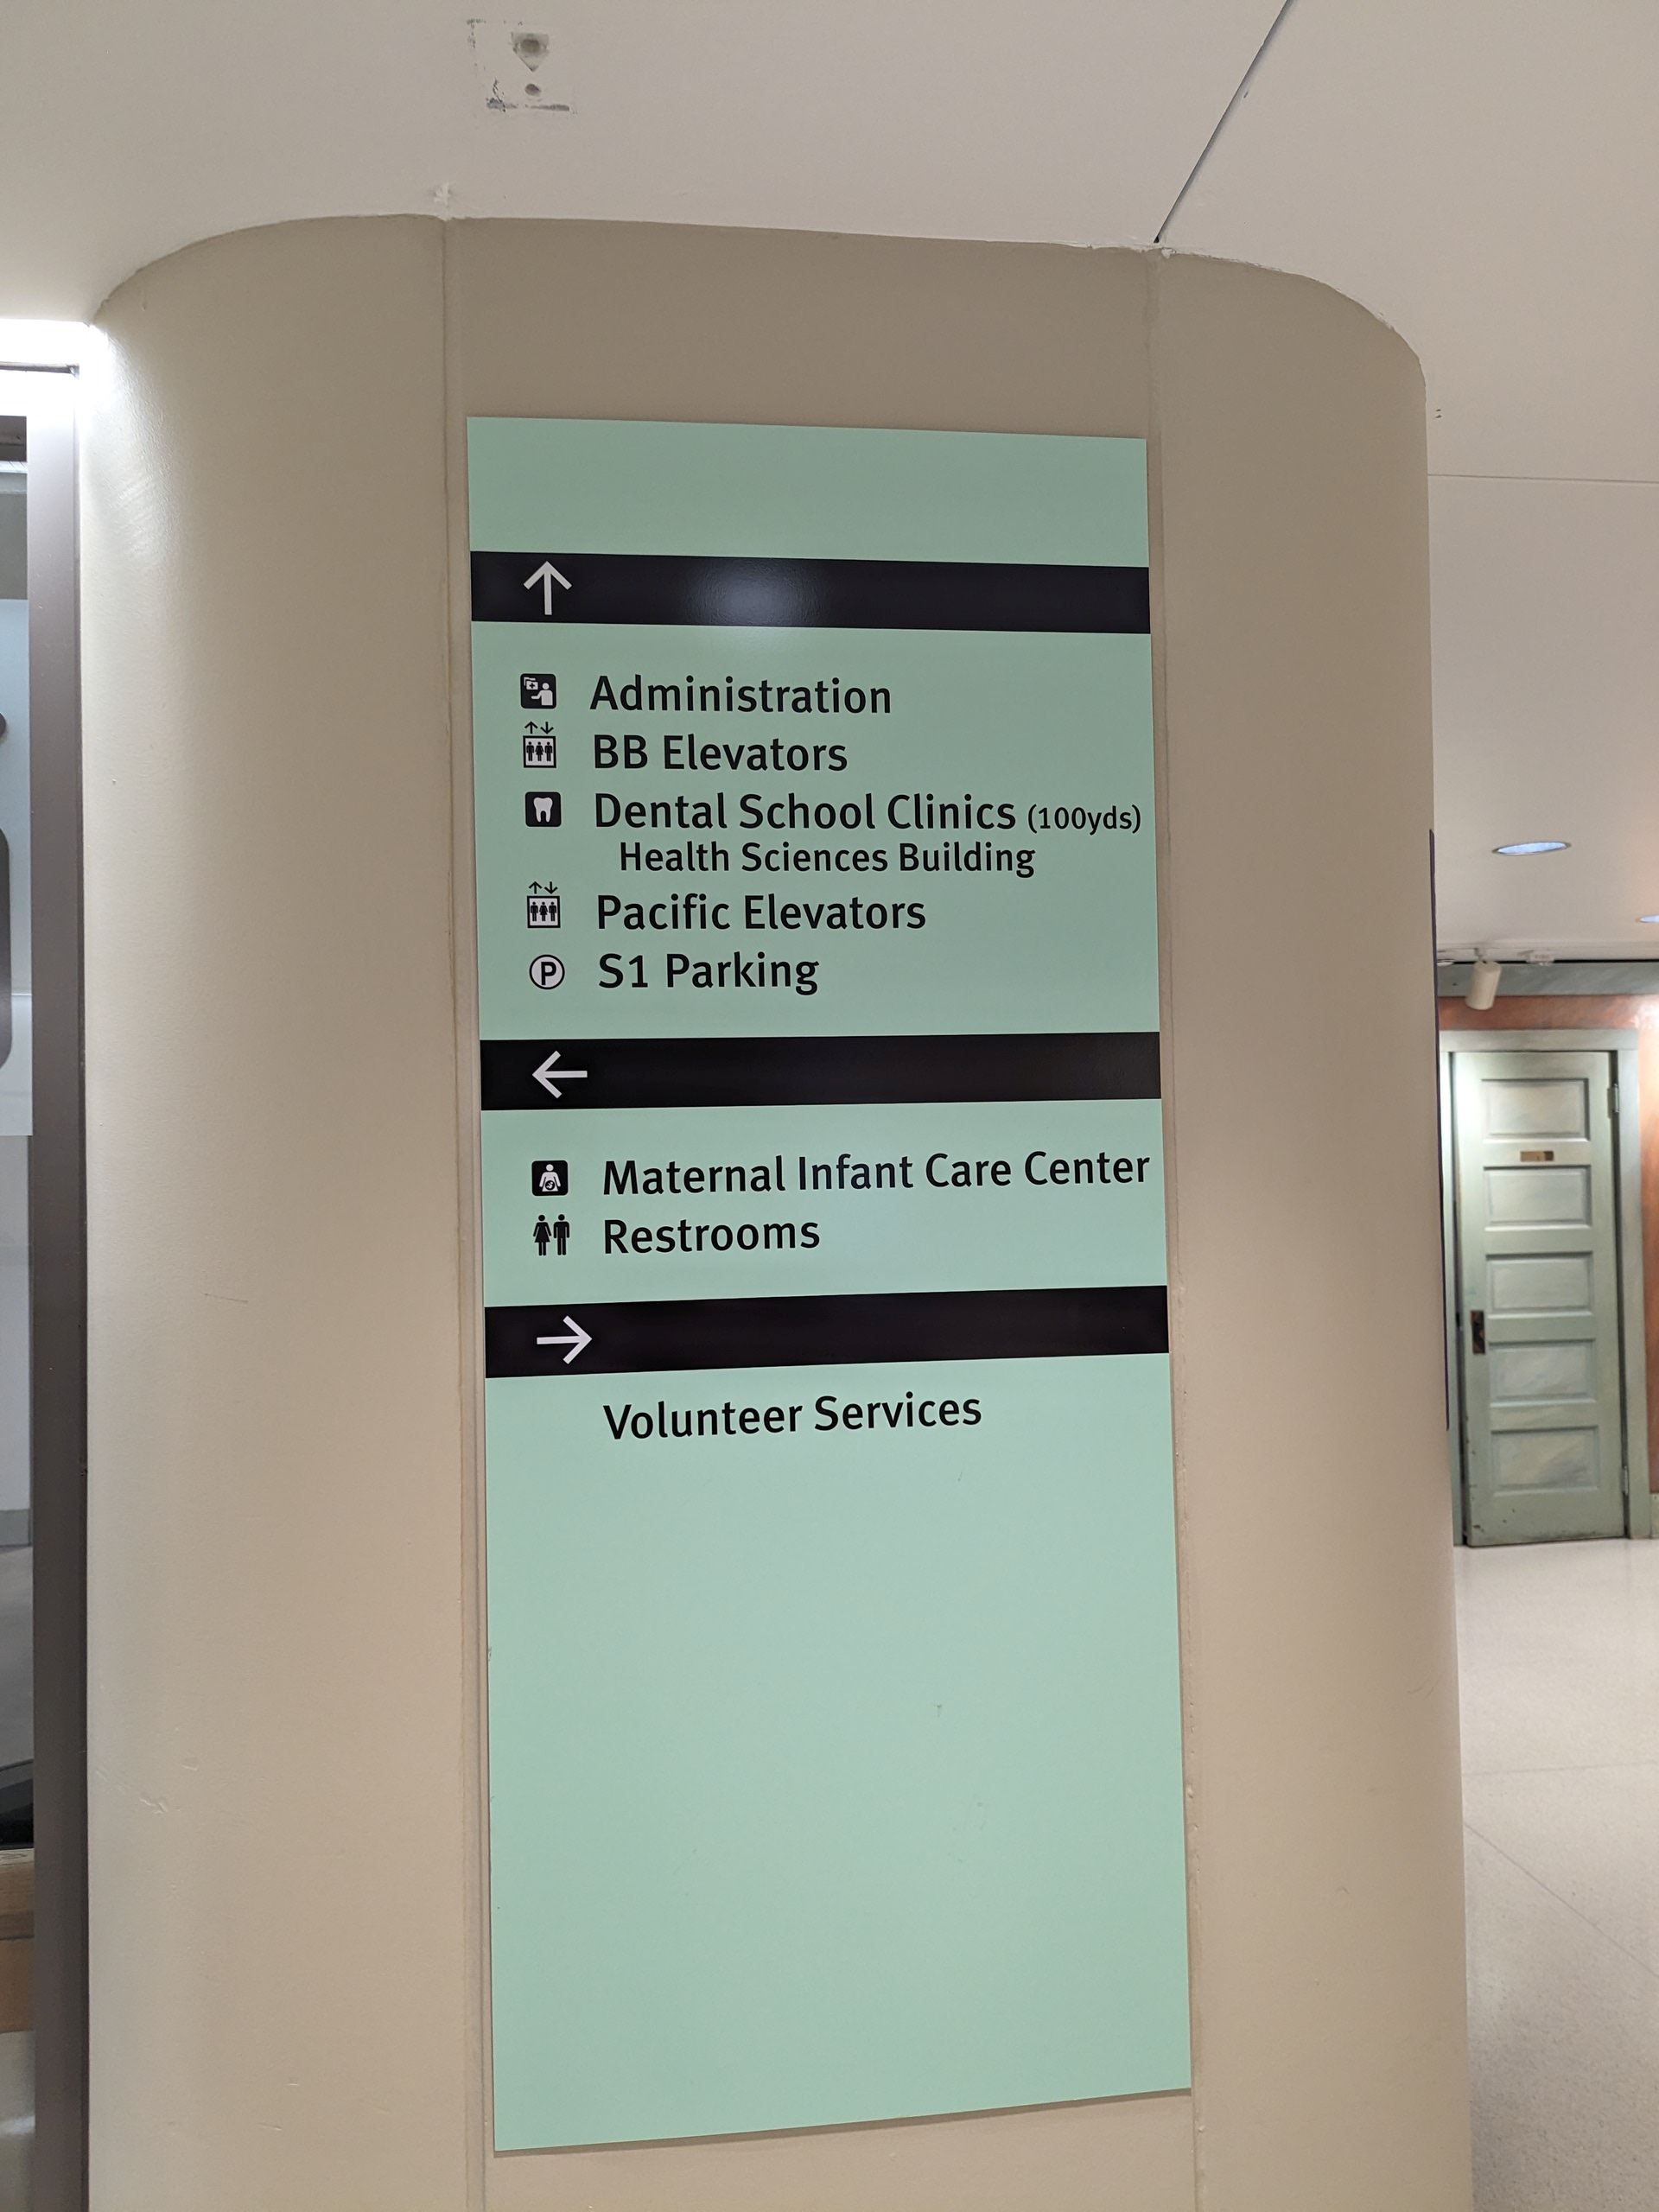 Administration
BB Elevators
Dental School Clinics (100yds)
Health Sciences Building
Pacific Elevators
P S1 Parking
Maternal Infant Care Center
Restrooms
Volunteer Services